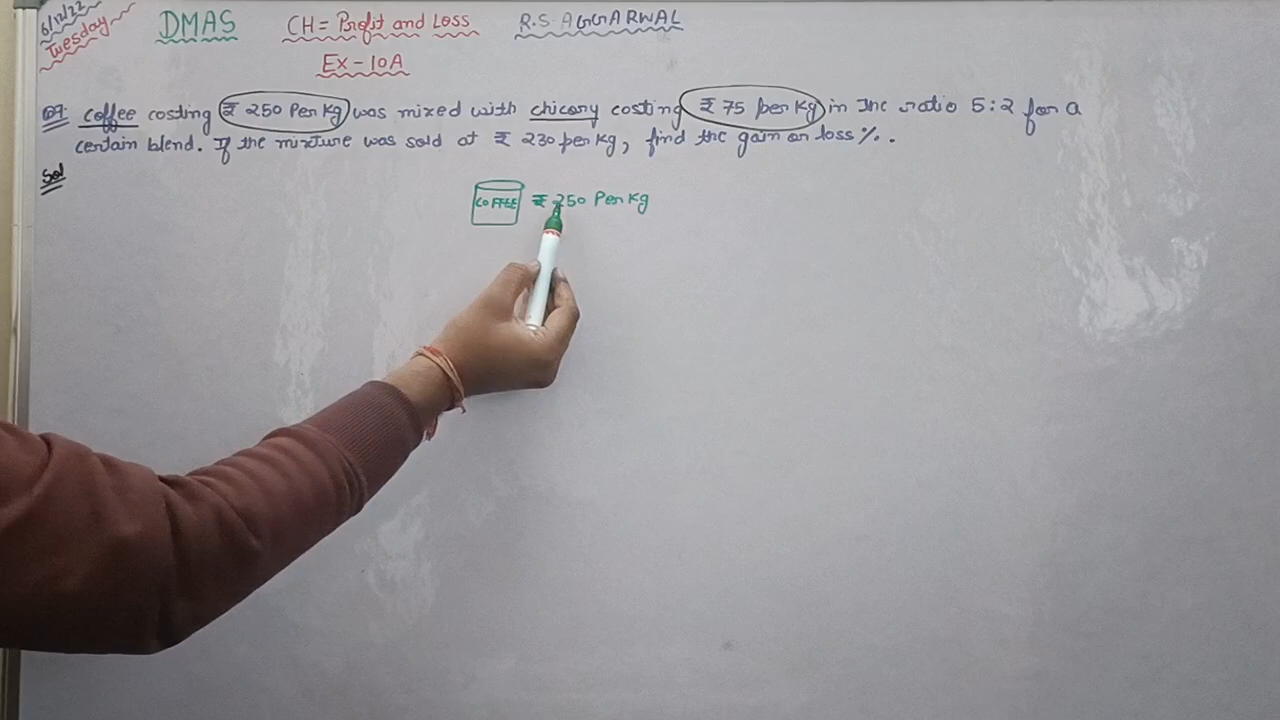 6/12/22
Tuesday
DMAS CH = Profit and Loss R.S AGGARWAL
Ex-10A
Q7. coffee costing ₹ 250 Per Kg was mixed with chicory costing ₹ 75 per Kg in the ratio 5:2 for a
certain blend. If the mixture was sold at ₹ 230 per Kg, find the gain or loss %.
Sol
COFFEE ₹ 250 Per Kg